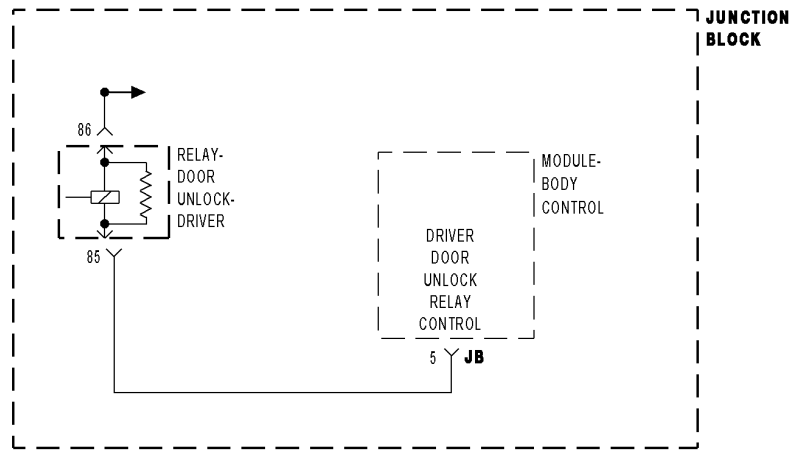 JUNCTION
BLOCK
86
RELAY-
DOOR
UNLOCK-
DRIVER
85
MODULE-
BODY
CONTROL
DRIVER
DOOR
UNLOCK
RELAY
CONTROL
5
JB